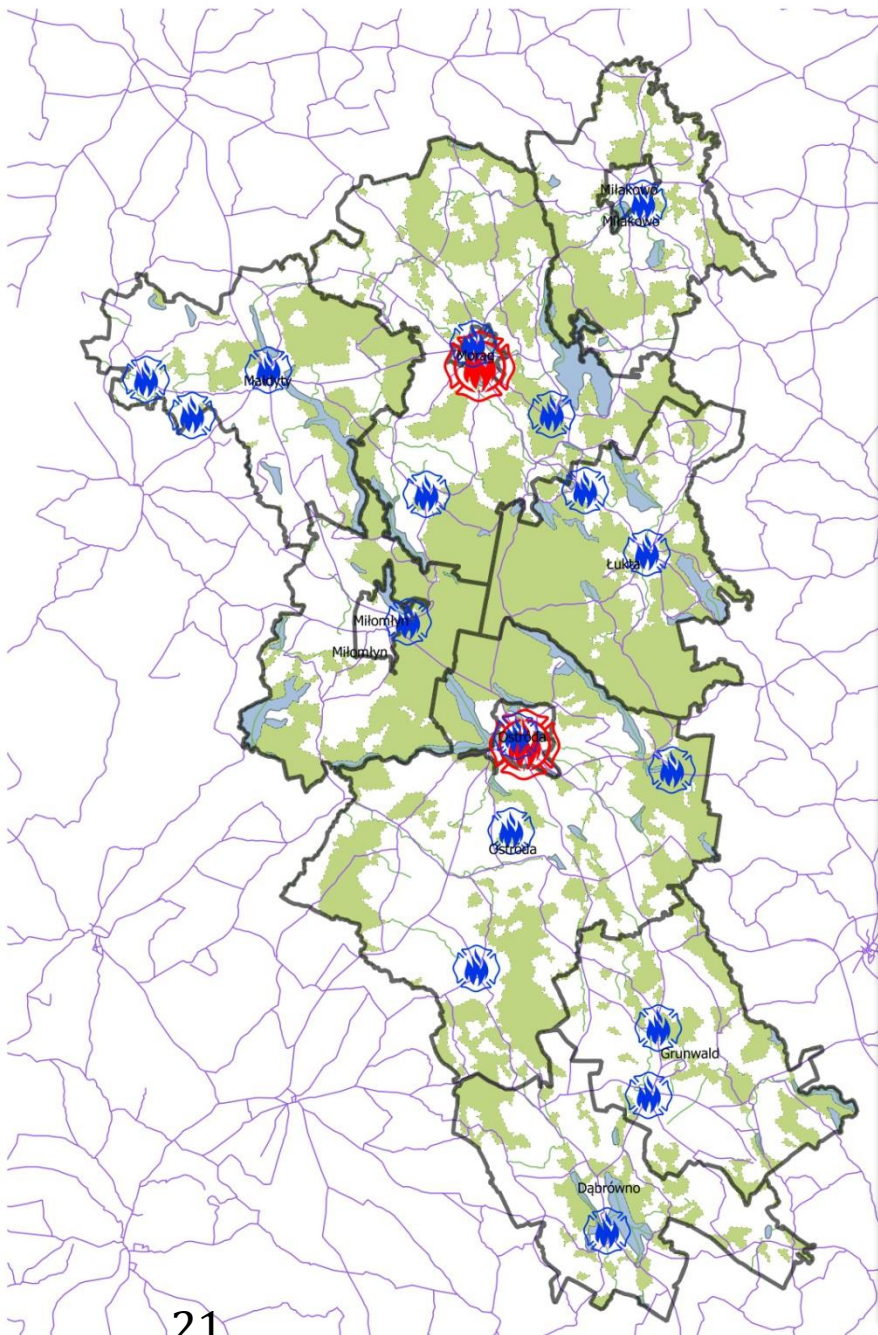 Miłakowo
Miłakowo
Morąg
Małdyty
Łukta
Miłomłyn
Miłomłyn
Ostróda
Ostróda
Grunwald
Dąbrówno
21